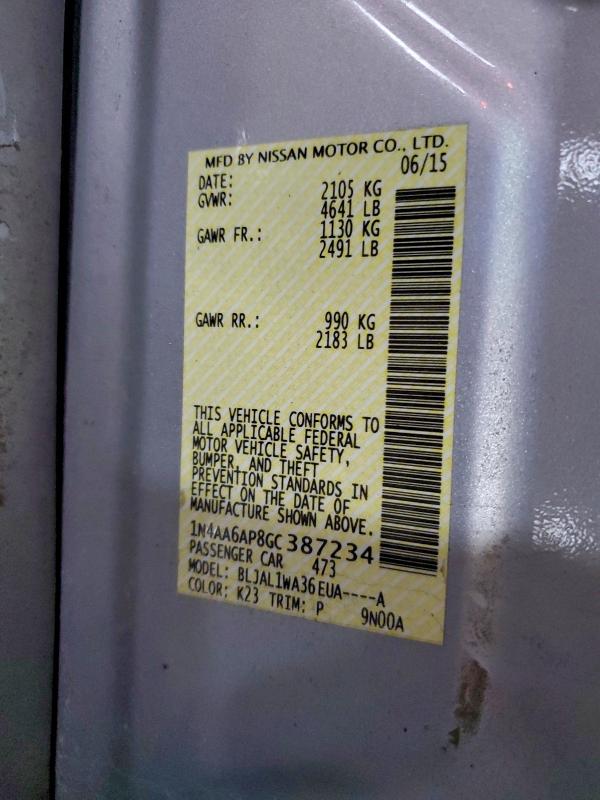 MFD BY NISSAN MOTOR CO., LTD.
DATE: 06/15
GVWR: 2105 KG
4641 LB
GAWR FR.: 1130 KG
2491 LB
GAWR RR.: 990 KG
2183 LB
THIS VEHICLE CONFORMS TO
ALL APPLICABLE FEDERAL
MOTOR VEHICLE SAFETY,
BUMPER, AND THEFT
PREVENTION STANDARDS IN
EFFECT ON THE DATE OF
MANUFACTURE SHOWN ABOVE.
1N4AA6AP8GC387234
PASSENGER CAR 473
MODEL: BLJAL1WA36EUA----A
COLOR: K23 TRIM: P 9N00A